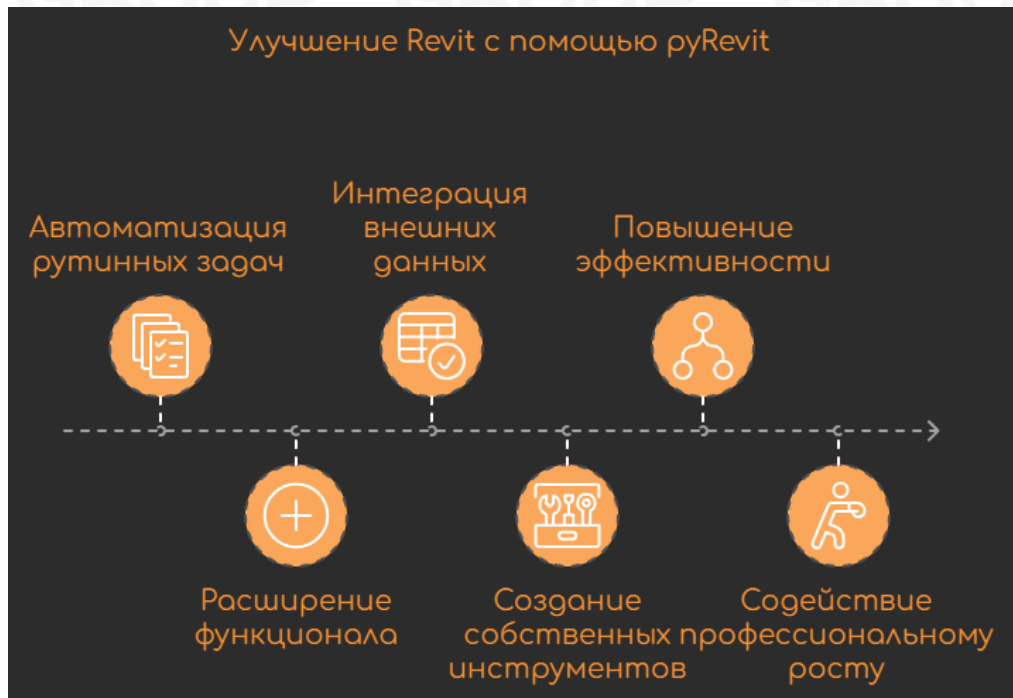 Улучшение Revit с помощью pyRevit
Автоматизация
рутинных задач
Расширение
функционала
Интеграция
внешних
данных
Создание
собственных
инструментов
Повышение
эффективности
Содействие
профессиональному
росту